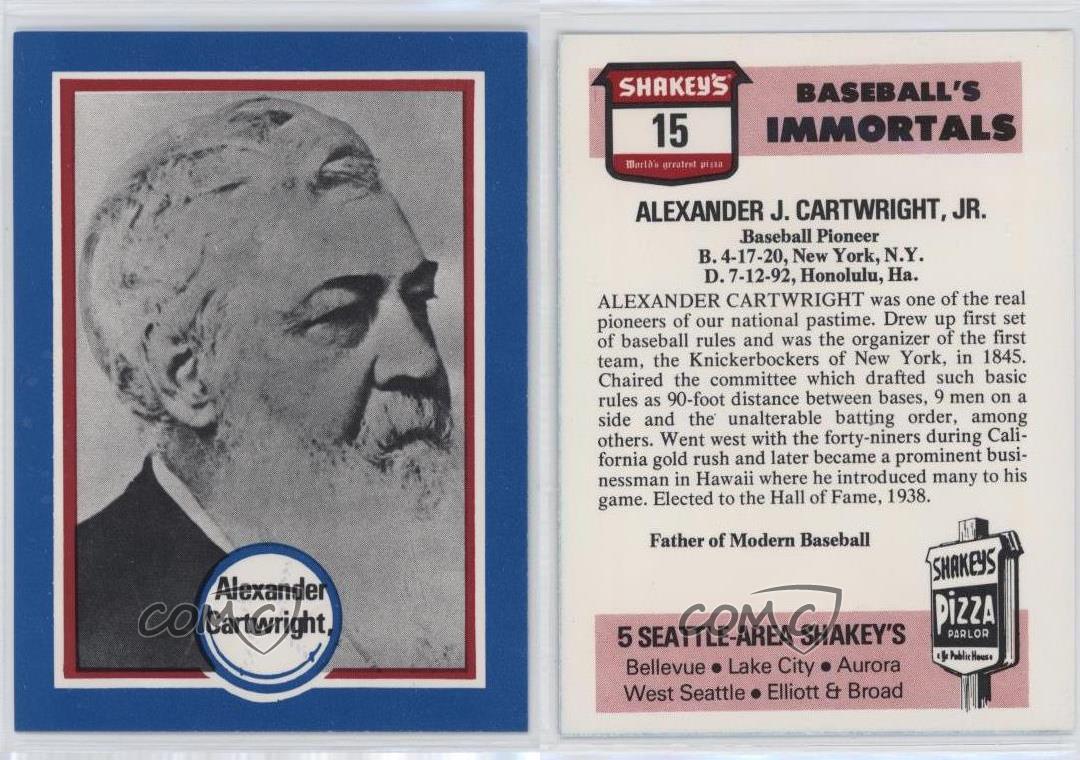 Alexander
Cartwright,
COMC
SHAKEY'S
15
World's greatest pizza
BASEBALL'S
IMMORTALS
ALEXANDER J. CARTWRIGHT, JR.
Baseball Pioneer
B. 4-17-20, New York, N.Y.
D. 7-12-92, Honolulu, Ha.
ALEXANDER CARTWRIGHT was one of the real
pioneers of our national pastime. Drew up first set
of baseball rules and was the organizer of the first
team, the Knickerbockers of New York, in 1845.
Chaired the committee which drafted such basic
rules as 90-foot distance between bases, 9 men on a
side and the unalterable batting order, among
others. Went west with the forty-niners during Cali-
fornia gold rush and later became a prominent busi-
nessman in Hawaii where he introduced many to his
game. Elected to the Hall of Fame, 1938.
Father of Modern Baseball
SHAKEYS
PIZZA
PARLOR
& Ye Public House
COMC
5 SEATTLE-AREA SHAKEY'S
Bellevue ● Lake City ● Aurora
West Seattle ● Elliott & Broad